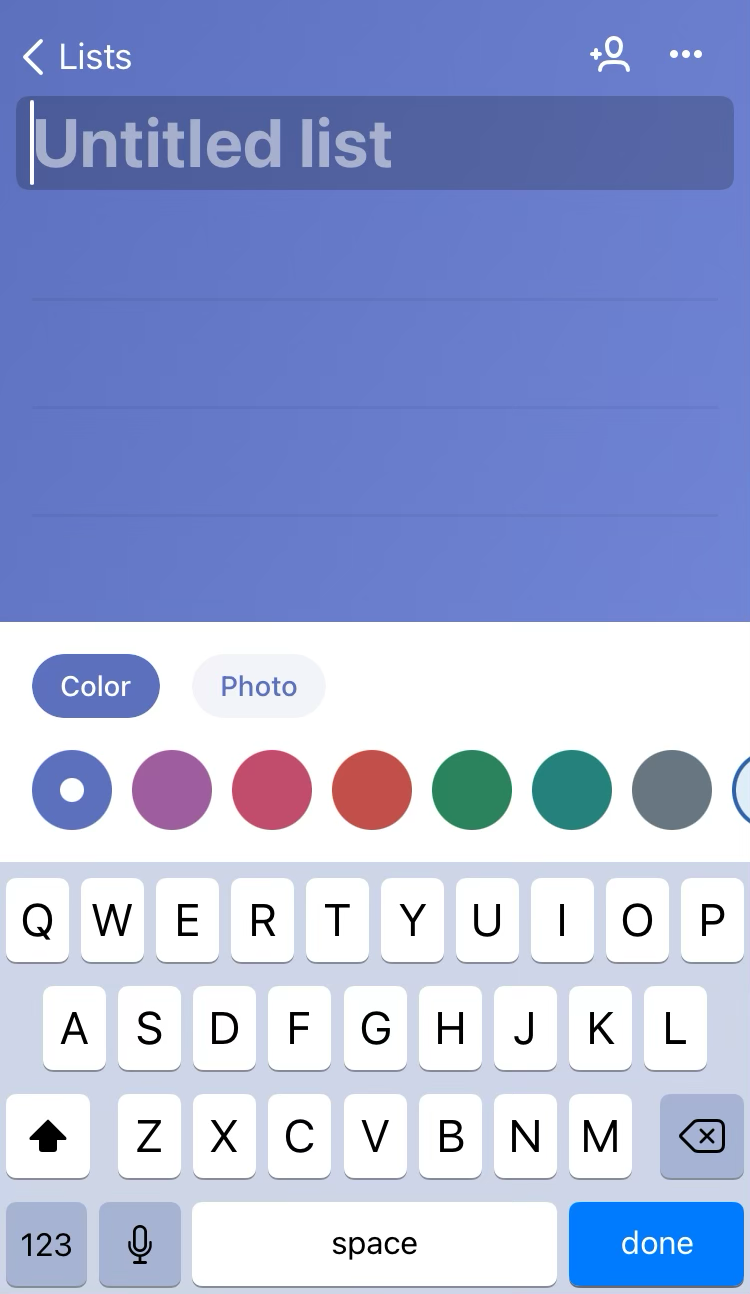 Lists
Untitled list
Color Photo
Q W E R T Y U I O P
A S D F G H J K L
Z X C V B N M
123 space done